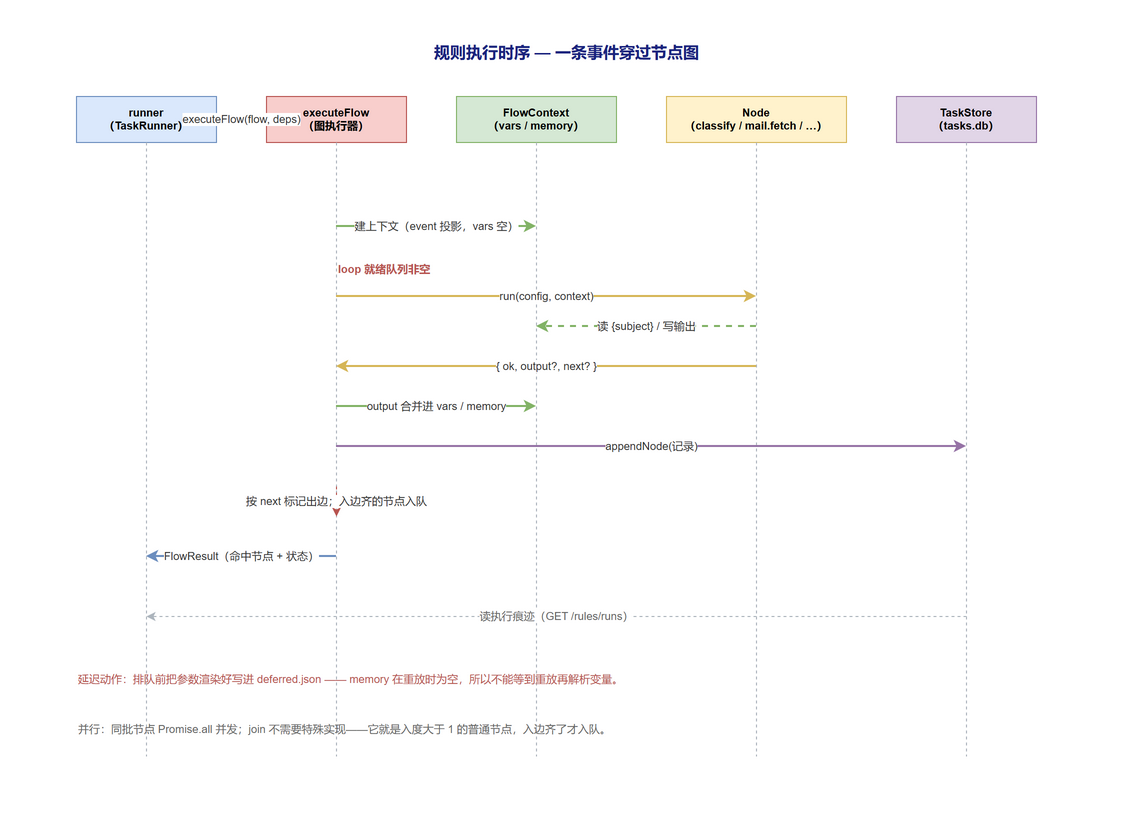 规则执行时序 — 一条事件穿过节点图
runner
（TaskRunner）
executeFlow(flow, deps)
executeFlow
（图执行器）
FlowContext
（vars / memory）
Node
（classify / mail.fetch / …）
TaskStore
（tasks.db）
建上下文（event 投影，vars 空）
loop 就绪队列非空
run(config, context)
读 {subject} / 写输出
{ ok, output?, next? }
output 合并进 vars / memory
appendNode(记录)
按 next 标记出边；入边齐的节点入队
FlowResult（命中节点 + 状态）
读执行痕迹（GET /rules/runs）
延迟动作：排队前把参数渲染好写进 deferred.json —— memory 在重放时为空，所以不能等到重放再解析变量。
并行：同批节点 Promise.all 并发；join 不需要特殊实现——它就是入度大于 1 的普通节点，入边齐了才入队。